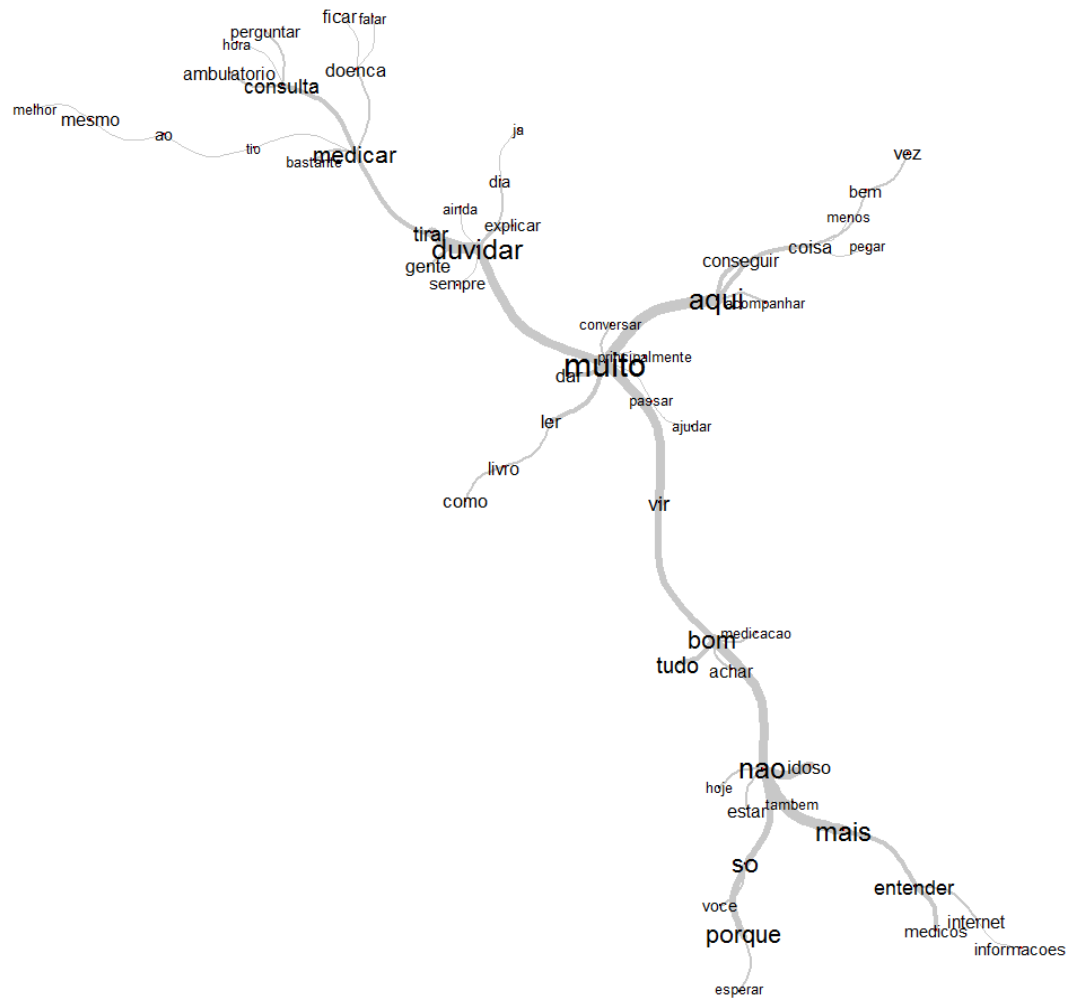 ficar
falar
perguntar
hora
doenca
ambulatorio
consulta
melhor
mesmo
ao
tio
bastante
medicar
ja
vez
dia
bem
ainda
menos
explicar
tirar
duvidar
coisa
pegar
conseguir
gente
sempre
aqui
acompanhar
conversar
principalmente
muito
dar
passar
ler
ajudar
livro
como
vir
bom
medicacao
tudo
achar
nao
idoso
hoje
estar
tambem
mais
so
entender
voce
internet
medicos
porque
informacoes
esperar